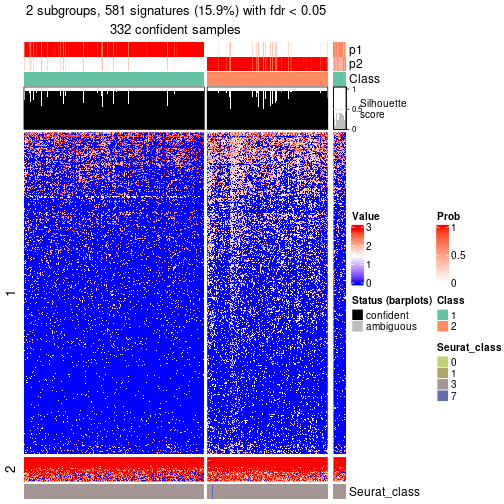 2 subgroups, 581 signatures (15.9%) with fdr < 0.05
332 confident samples
p1
p2
Class
1
0.5
0
Silhouette
score
1
2
Seurat_class
Value
3
2
1
0
Prob
1
0.5
0
Status (barplots)
confident
ambiguous
Class
1
2
Seurat_class
0
1
3
7